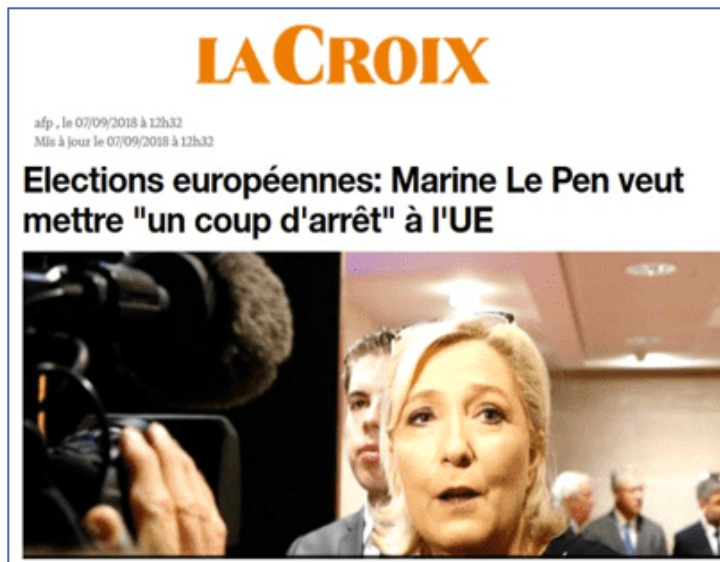 LA CROIX
afp , le 07/09/2018 à 12h32
Mis à jour le 07/09/2018 à 12h32
Elections européennes: Marine Le Pen veut
mettre "un coup d'arrêt" à l'UE